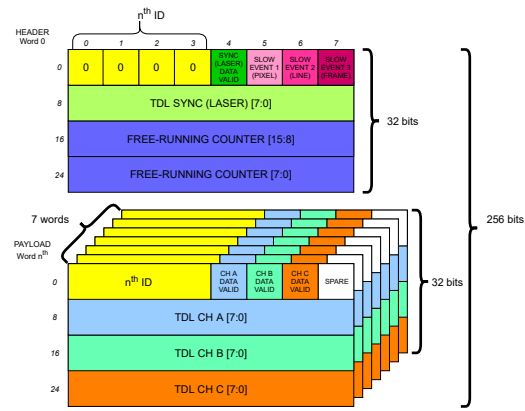 nth ID
HEADER
Word 0
0 1 2 3 4 5 6 7
0
0 0 0 0
SYNC
(LASER)
DATA
VALID
SLOW
EVENT 1
(PIXEL)
SLOW
EVENT 2
(LINE)
SLOW
EVENT 3
(FFRAME)
8
TDL SYNC (LASER) [7:0]
32 bits
16
FREE-RUNNING COUNTER [15:8]
24
FREE-RUNNING COUNTER [7:0]
7 words
256 bits
PAYLOAD
Word nth
0
nth ID
CH A
DATA
VALID
CH B
DATA
VALID
CH C
DATA
VALID
SPARE
32 bits
8
TDL CH A [7:0]
16
TDL CH B [7:0]
24
TDL CH C [7:0]